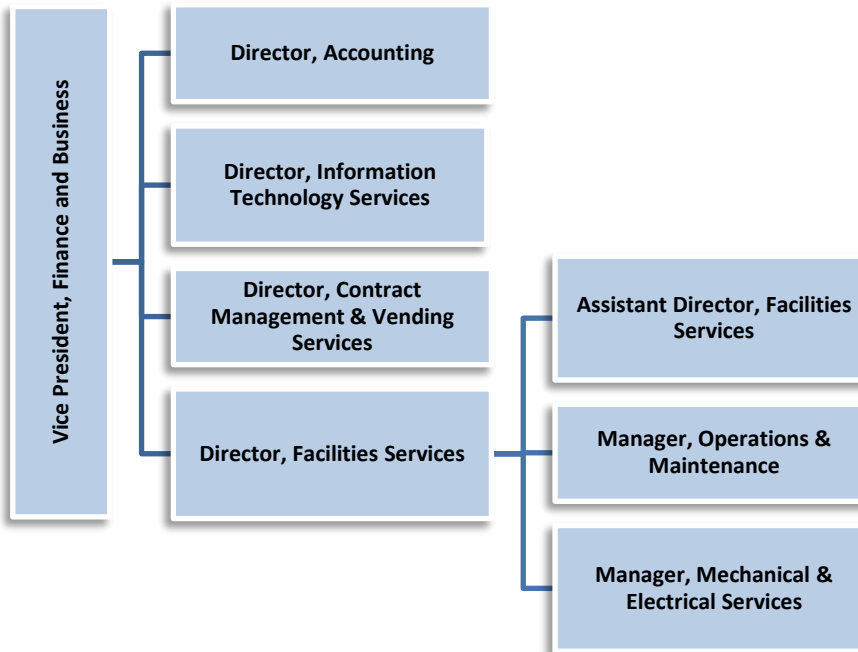 Vice President, Finance and Business
Director, Accounting
Director, Information
Technology Services
Director, Contract
Management & Vending
Services
Director, Facilities Services
Assistant Director, Facilities
Services
Manager, Operations &
Maintenance
Manager, Mechanical &
Electrical Services